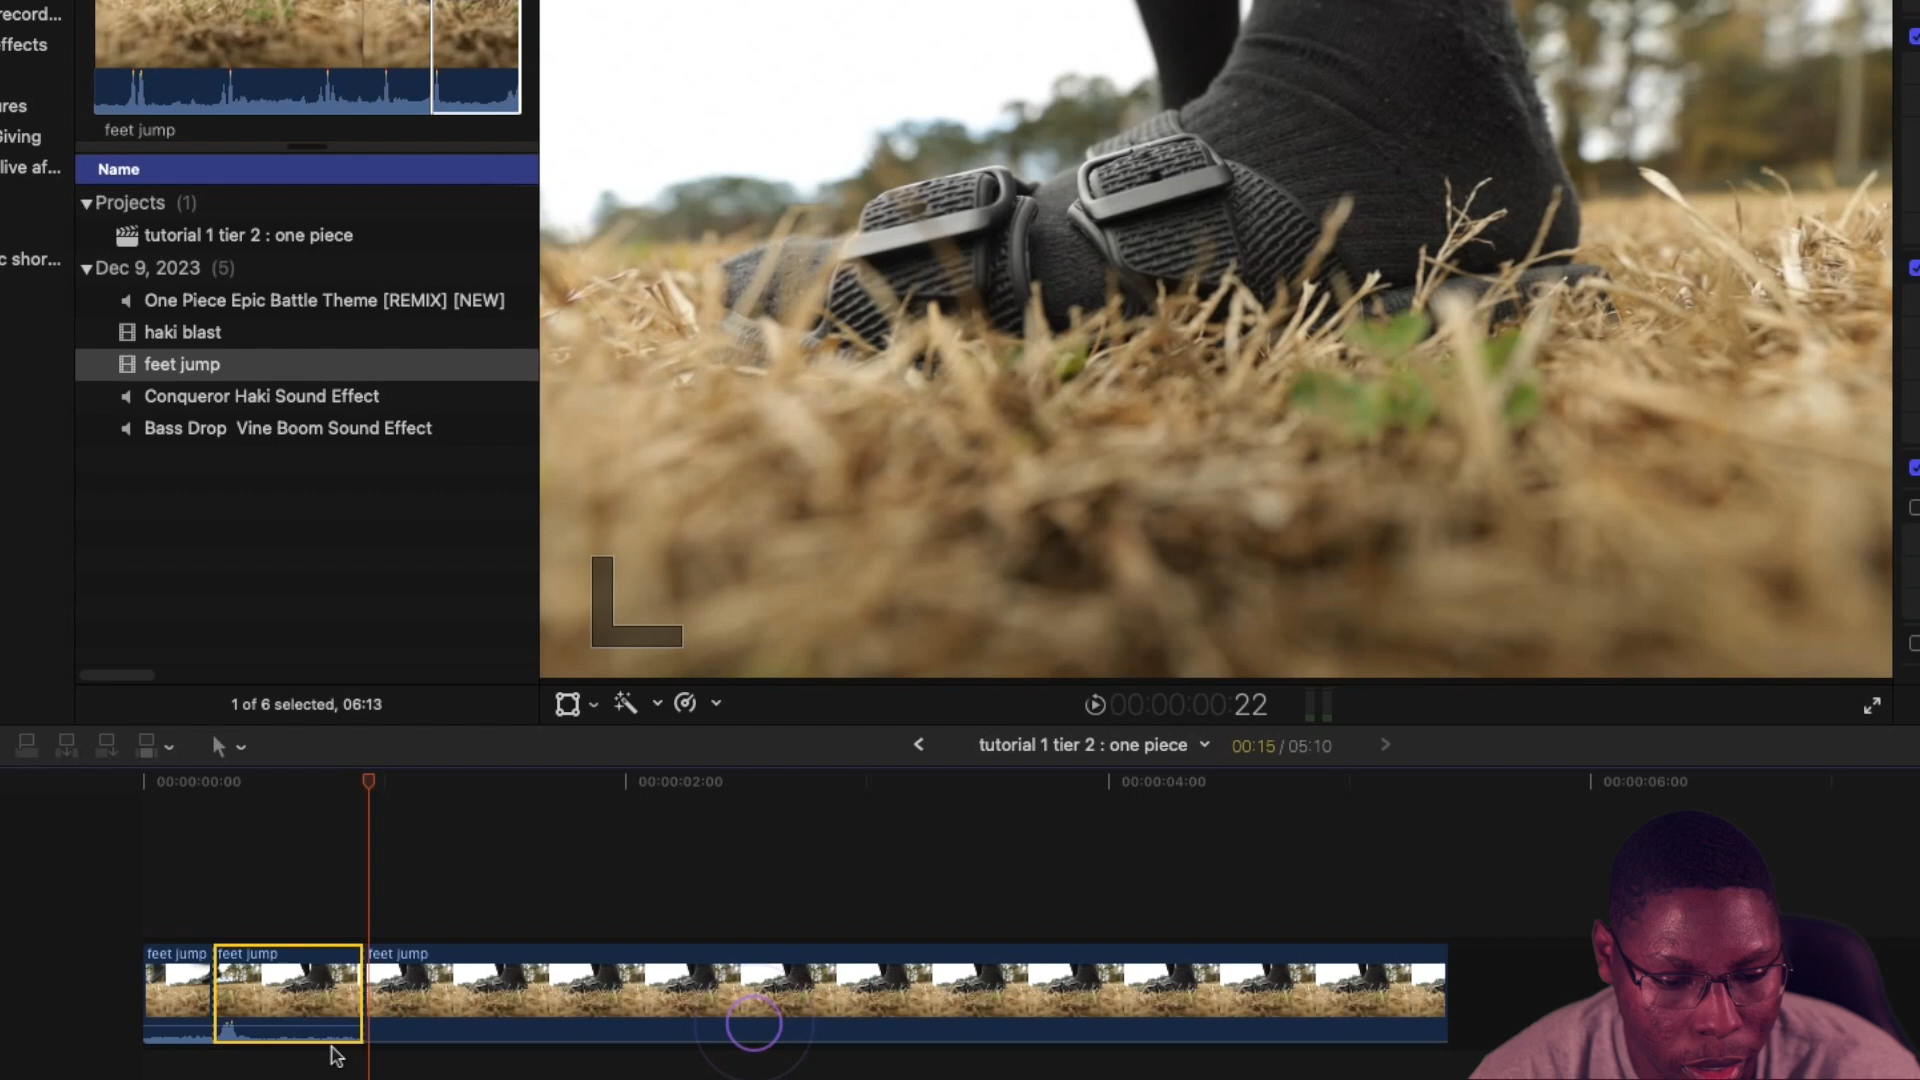 record...
ffects
res
Giving
live af...
c shor...
feet jump
Name
Projects (1)
tutorial 1 tier 2 : one piece
Dec 9, 2023 (5)
One Piece Epic Battle Theme [REMIX] [NEW]
haki blast
feet jump
Conqueror Haki Sound Effect
Bass Drop Vine Boom Sound Effect
1 of 6 selected, 06:13
00:00:00:22
tutorial 1 tier 2 : one piece
00:15 / 05:10
00:00:00:00
00:00:02:00
00:00:04:00
00:00:06:00
feet jump
feet jump
feet jump